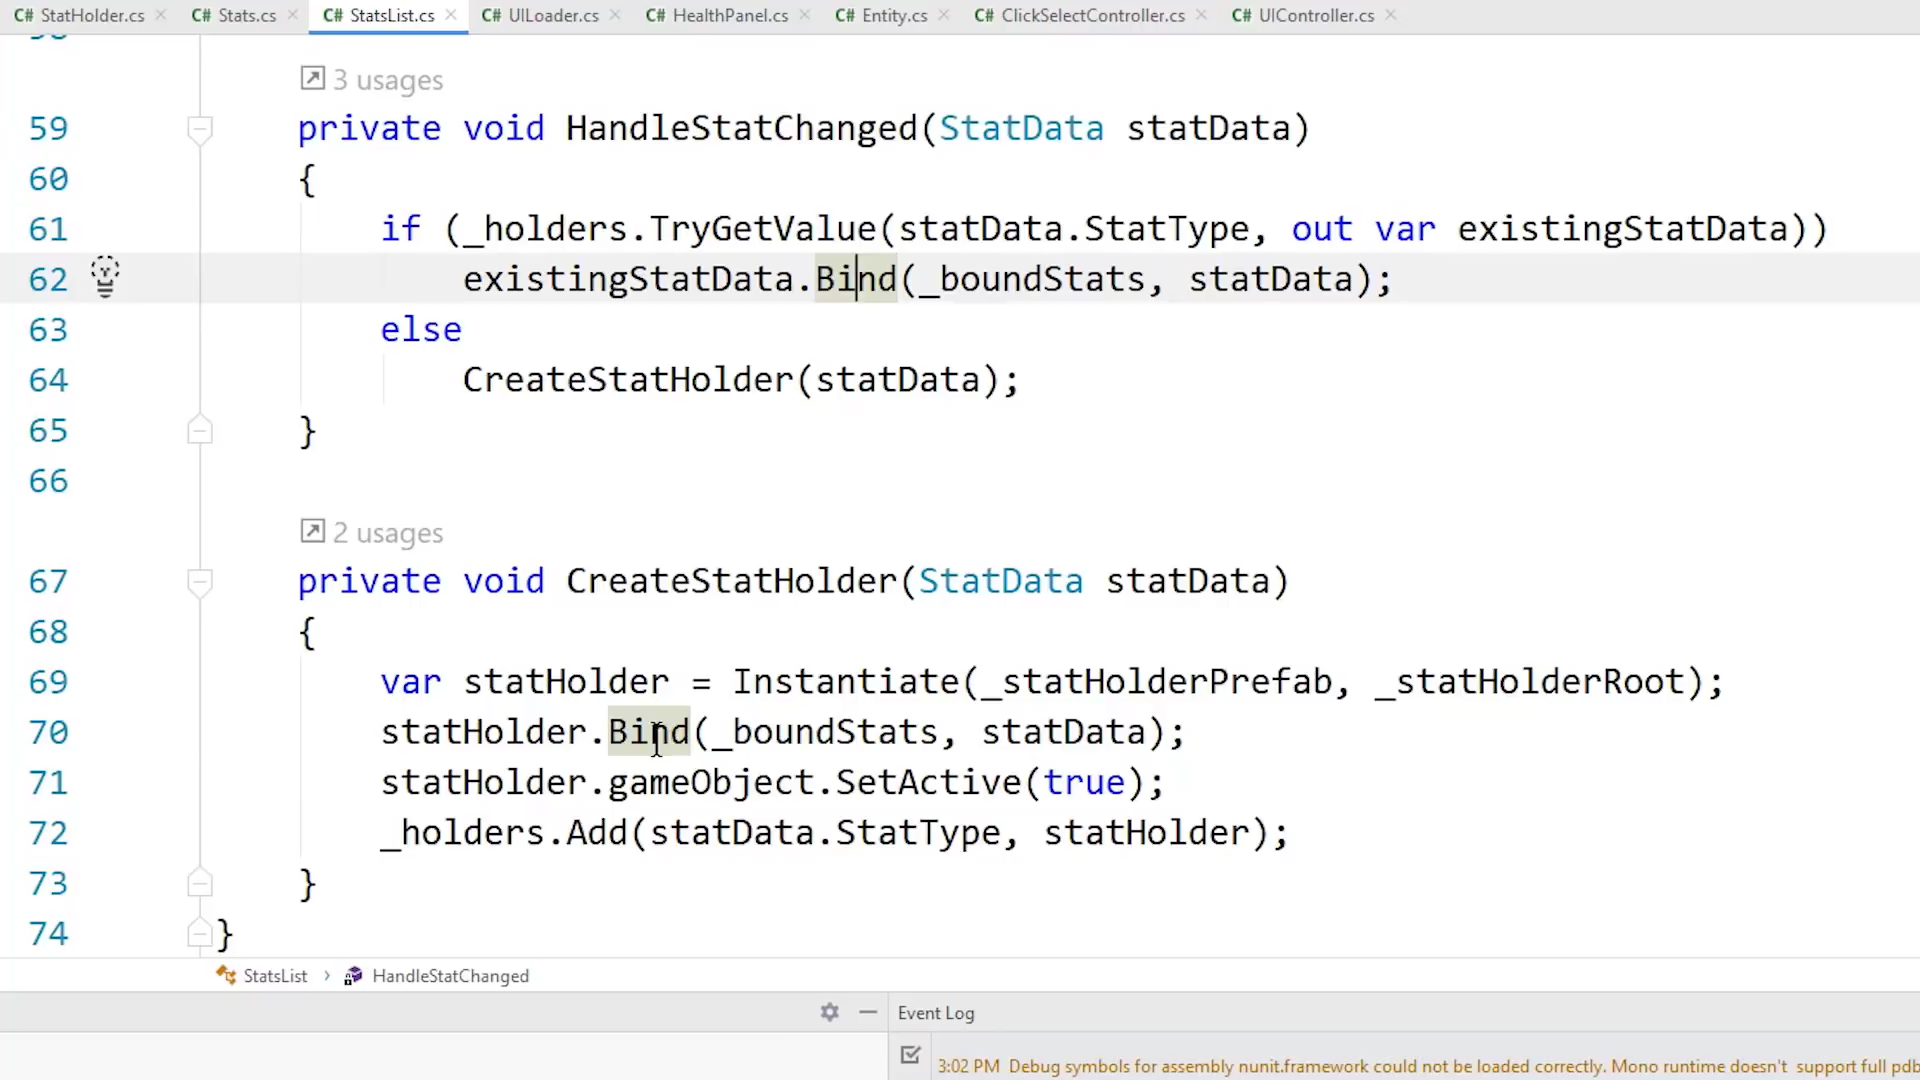 C# StatHolder.cs C# Stats.cs C# StatsList.cs C# UILoader.cs C# HealthPanel.cs C# Entity.cs C# ClickSelectController.cs C# UIController.cs
3 usages
59 private void HandleStatChanged(StatData statData)
60 {
61 if (_holders.TryGetValue(statData.StatType, out var existingStatData))
62 existingStatData.Bind(_boundStats, statData);
63 else
64 CreateStatHolder(statData);
65 }
66
2 usages
67 private void CreateStatHolder(StatData statData)
68 {
69 var statHolder = Instantiate(_statHolderPrefab, _statHolderRoot);
70 statHolder.Bind(_boundStats, statData);
71 statHolder.gameObject.SetActive(true);
72 _holders.Add(statData.StatType, statHolder);
73 }
74 }
StatsList › HandleStatChanged
Event Log
3:02 PM Debug symbols for assembly nunit.framework could not be loaded correctly. Mono runtime doesn't support full pdb